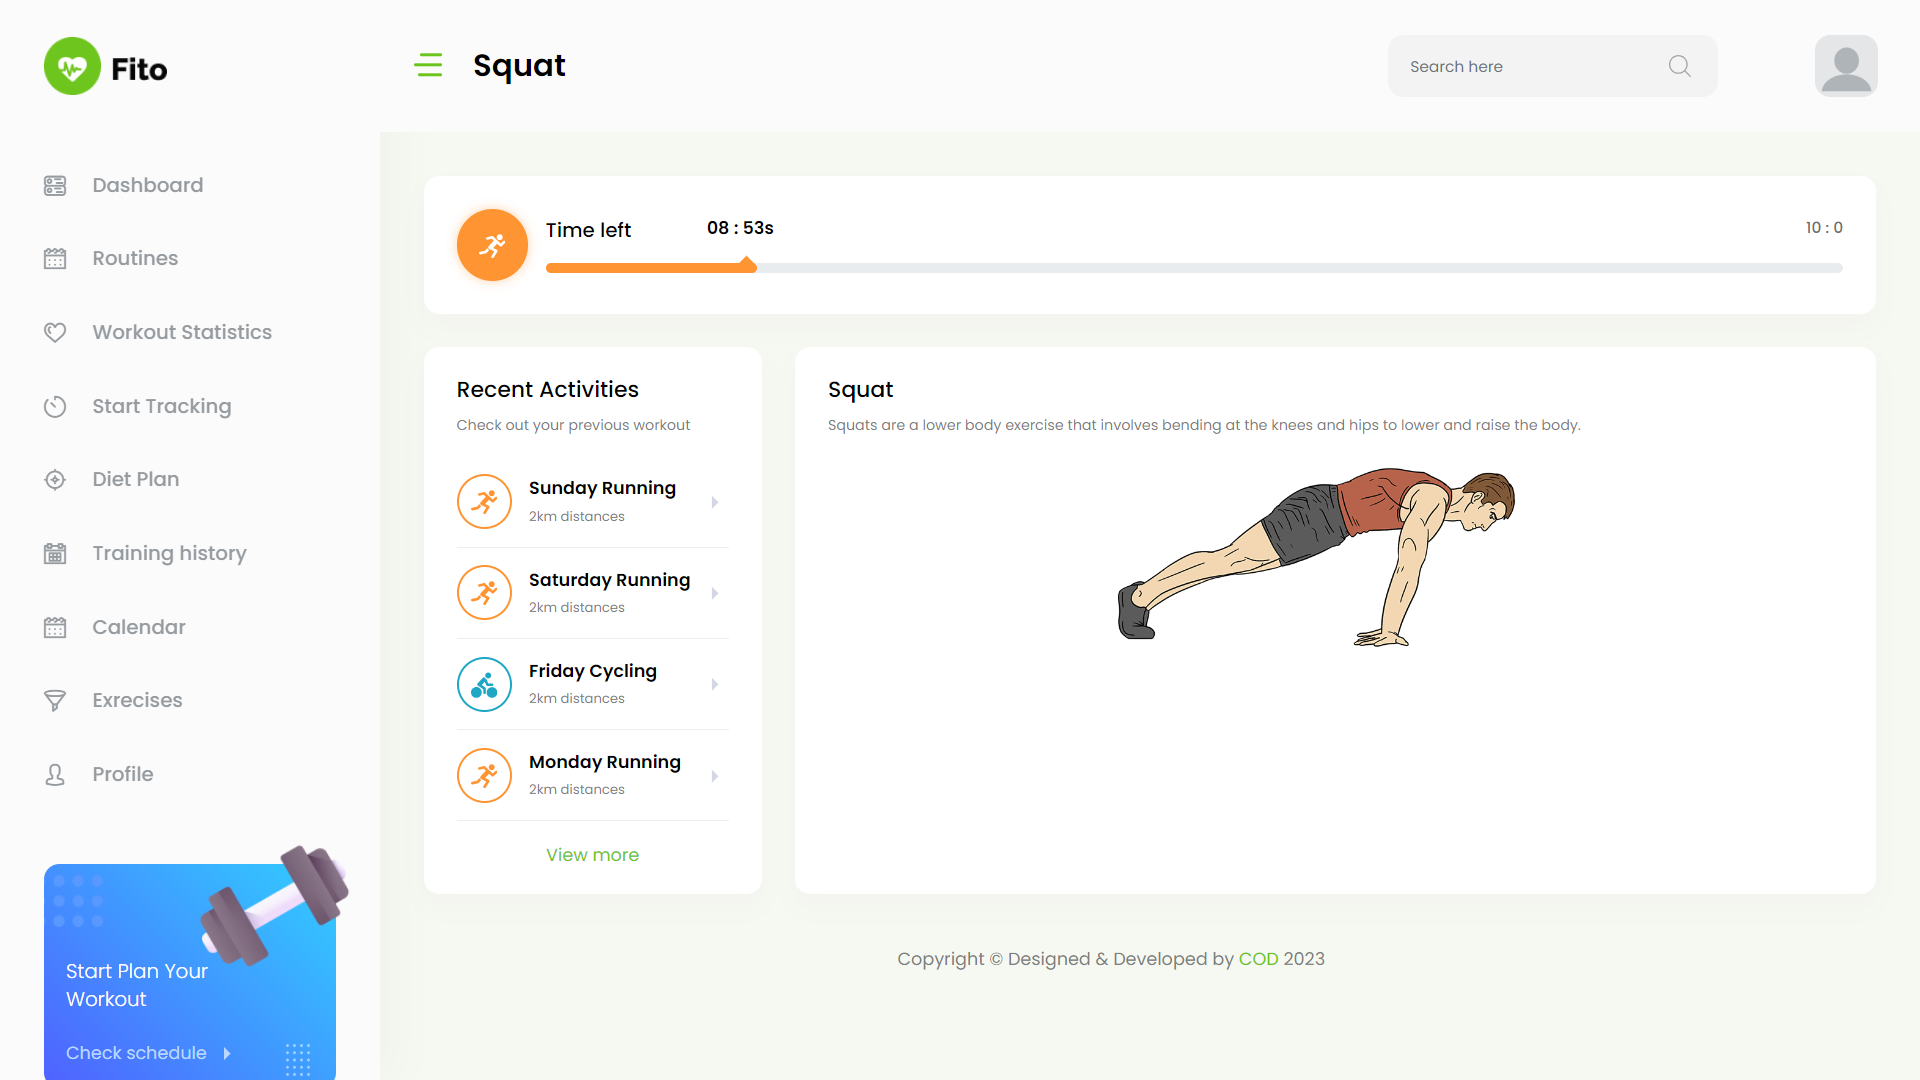 Fito
Squat
Search here
Dashboard
Routines
Workout Statistics
Start Tracking
Diet Plan
Training history
Calendar
Exrecises
Profile
Start Plan Your
Workout
Check schedule
Time left
08 : 53s
10 : 0
Recent Activities
Check out your previous workout
Sunday Running
2km distances
Saturday Running
2km distances
Friday Cycling
2km distances
Monday Running
2km distances
View more
Squat
Squats are a lower body exercise that involves bending at the knees and hips to lower and raise the body.
Copyright © Designed & Developed by COD 2023